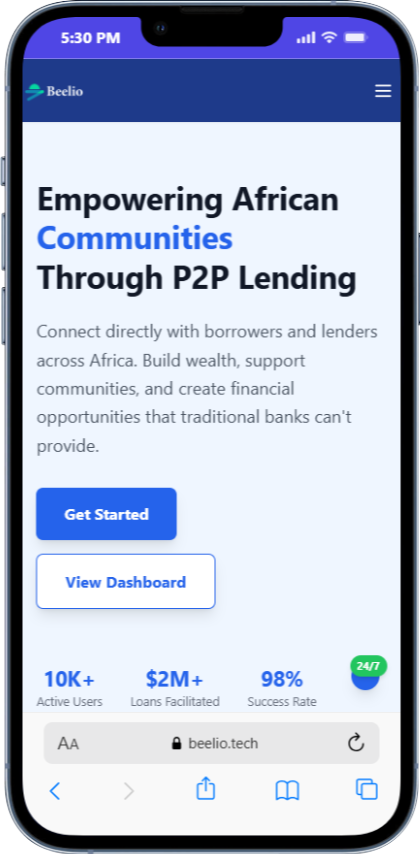 5:30 PM
Beelio
Empowering African
Communities
Through P2P Lending
Connect directly with borrowers and lenders
across Africa. Build wealth, support
communities, and create financial
opportunities that traditional banks can't
provide.
Get Started
View Dashboard
24/7
10K+ $2M+ 98%
Active Users Loans Facilitated Success Rate
AA beelio.tech